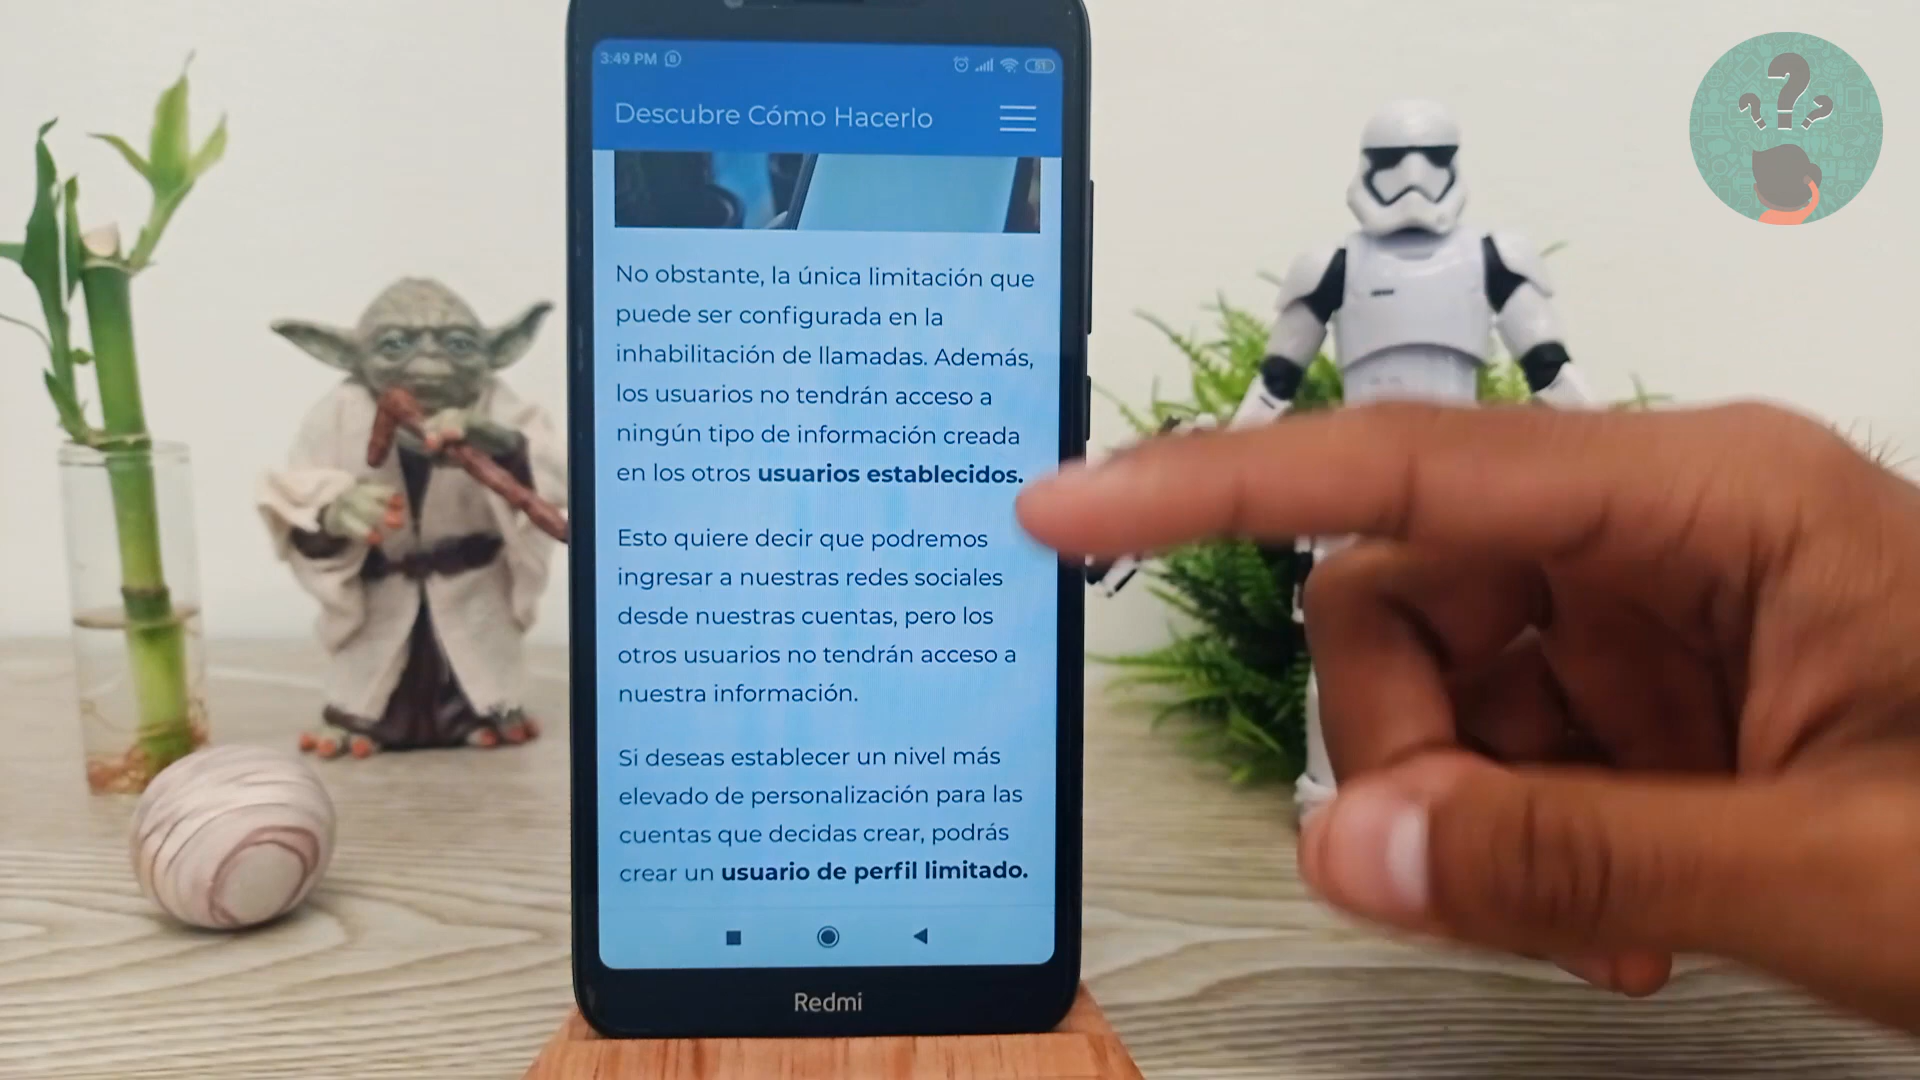 3:49 PM
51
Descubre Cómo Hacerlo
No obstante, la única limitación que
puede ser configurada en la
inhabilitación de llamadas. Además,
los usuarios no tendrán acceso a
ningún tipo de información creada
en los otros usuarios establecidos.
Esto quiere decir que podremos
ingresar a nuestras redes sociales
desde nuestras cuentas, pero los
otros usuarios no tendrán acceso a
nuestra información.
Si deseas establecer un nivel más
elevado de personalización para las
cuentas que decidas crear, podrás
crear un usuario de perfil limitado.
Redmi